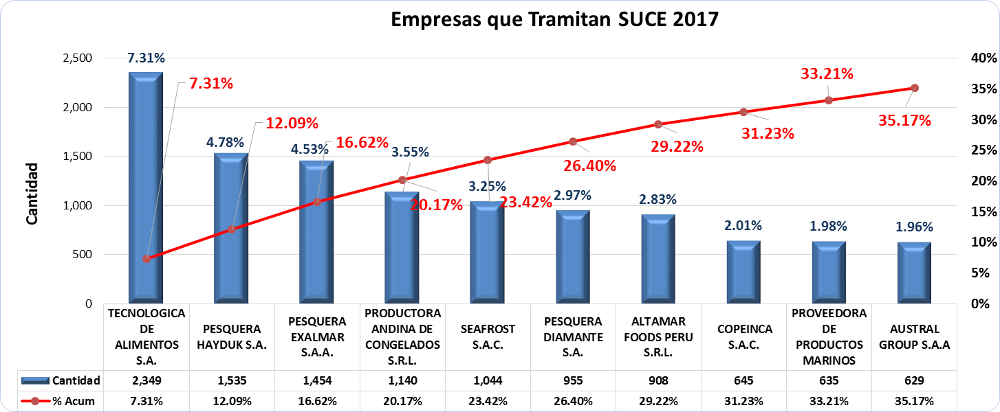 Empresas que Tramitan SUCE 2017
Cantidad
2,500
2,000
1,500
1,000
500
0
40%
35%
30%
25%
20%
15%
10%
5%
0%
7.31%
4.78%
4.53%
3.55%
3.25%
2.97%
2.83%
2.01%
1.98%
1.96%
7.31%
12.09%
16.62%
20.17%
23.42%
26.40%
29.22%
31.23%
33.21%
35.17%
TECNOLOGICA
DE
ALIMENTOS
S.A.
PESQUERA
HAYDUK S.A.
PESQUERA
EXALMAR
S.A.A.
PRODUCTORA
ANDINA DE
CONGELADOS
S.R.L.
SEAFROST
S.A.C.
PESQUERA
DIAMANTE
S.A.
ALTAMAR
FOODS PERU
S.R.L.
COPEINCA
S.A.C.
PROVEEDORA
DE
PRODUCTOS
MARINOS
AUSTRAL
GROUP S.A.A
Cantidad 2,349 1,535 1,454 1,140 1,044 955 908 645 635 629
% Acum 7.31% 12.09% 16.62% 20.17% 23.42% 26.40% 29.22% 31.23% 33.21% 35.17%